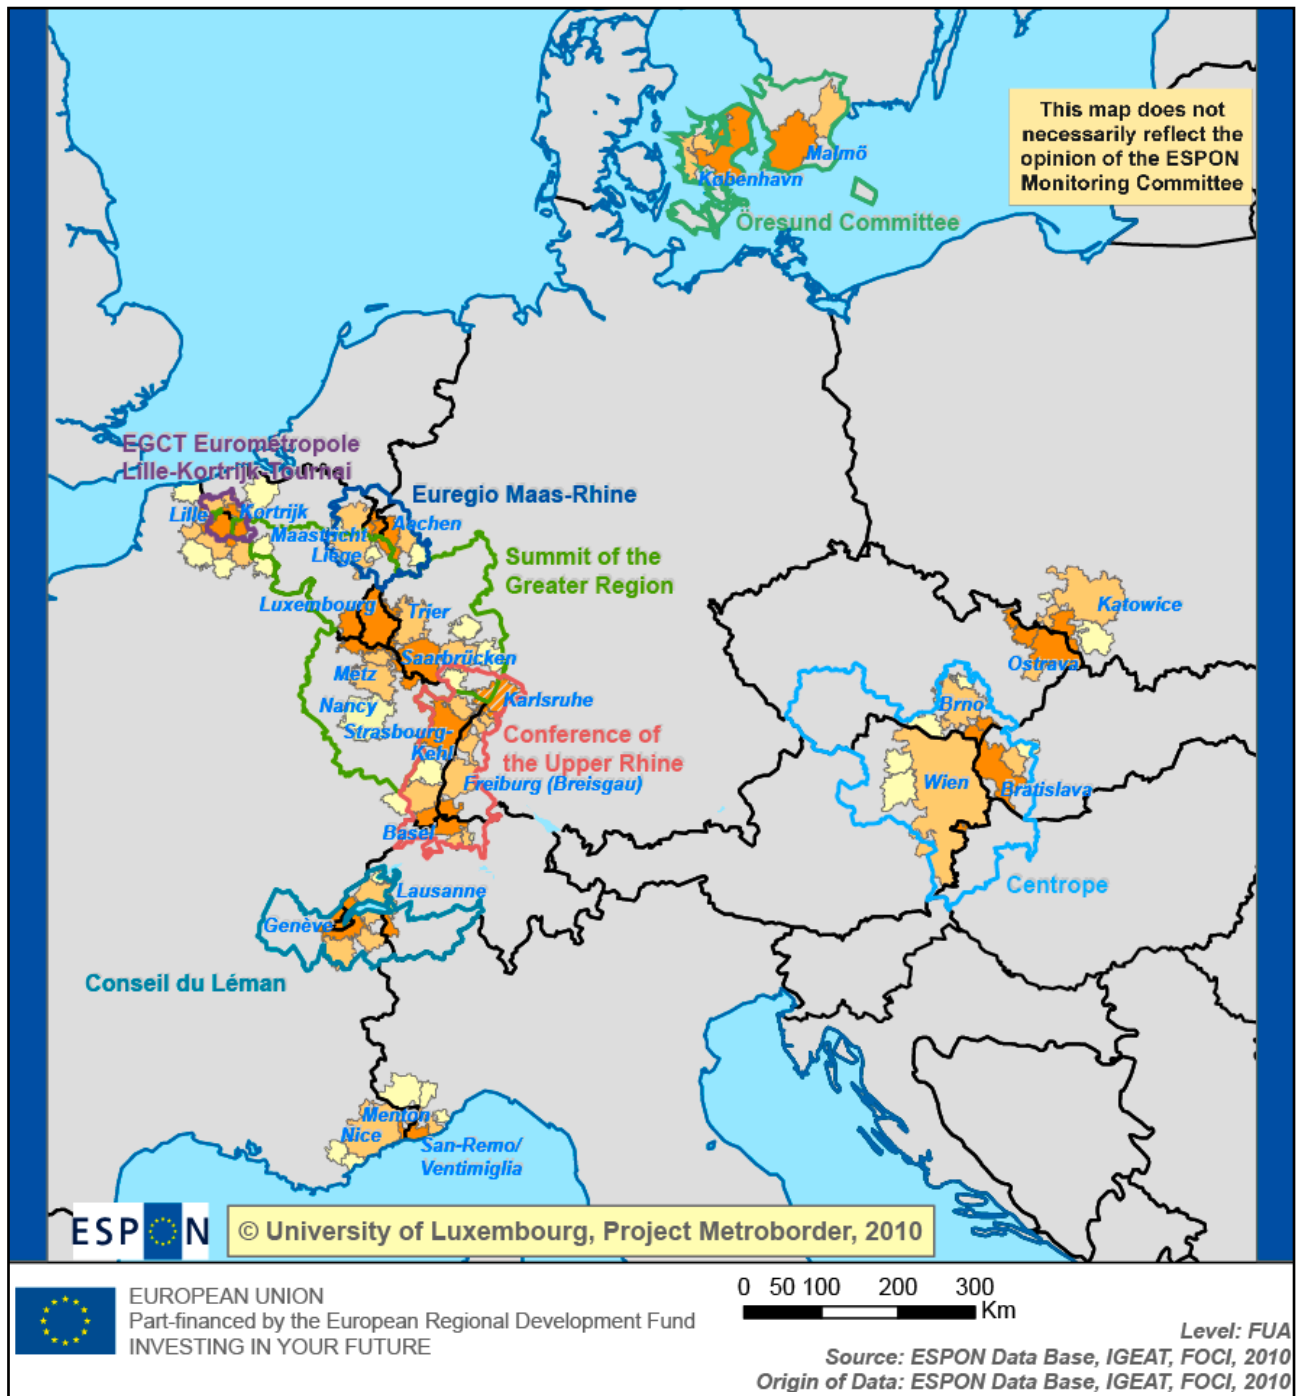 This map does not
necessarily reflect the
opinion of the ESPON
Monitoring Committee
Malmö
København
Öresund Committee
EGCT Eurometropole
Lille-Kortrijk-Tournai
Euregio Maas-Rhine
Lille
Kortrijk
Aachen
Maastricht
Liège
Summit of the
Greater Region
Luxembourg
Trier
Katowice
Saarbrücken
Ostrava
Metz
Nancy
Karlsruhe
Brno
Strasbourg-
Kehl
Conference of
the Upper Rhine
Freiburg (Breisgau)
Wien
Bratislava
Basel
Lausanne
Centrope
Genève
Conseil du Léman
Menton
Nice
San-Remo/
Ventimiglia
ESPON
© University of Luxembourg, Project Metroborder, 2010
EUROPEAN UNION
Part-financed by the European Regional Development Fund
INVESTING IN YOUR FUTURE
0 50 100 200 300
Km
Level: FUA
Source: ESPON Data Base, IGEAT, FOCI, 2010
Origin of Data: ESPON Data Base, IGEAT, FOCI, 2010